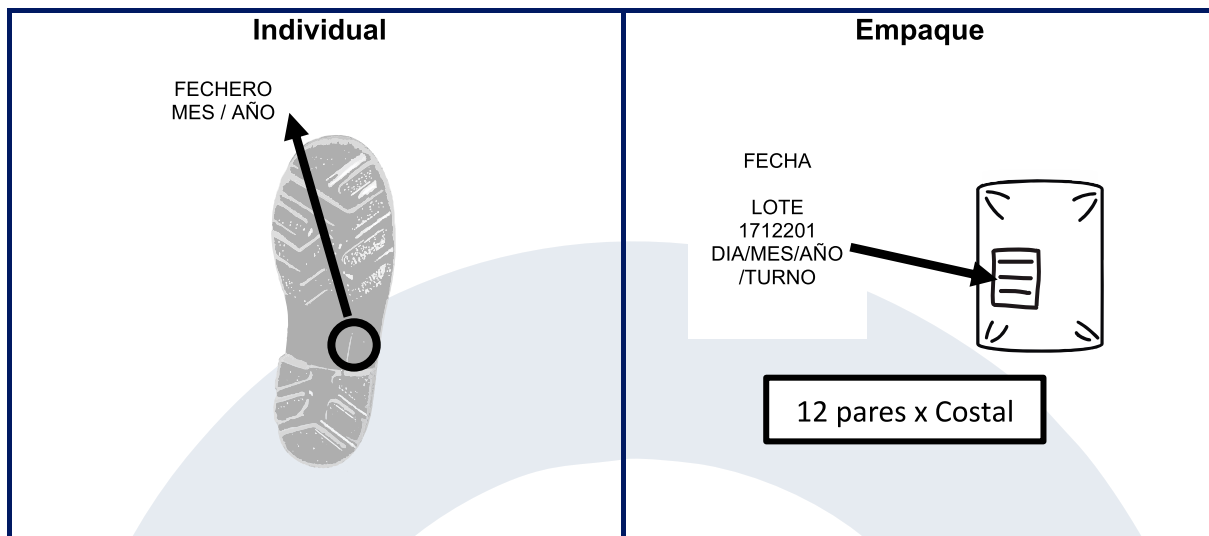 Individual
FECHERO
MES / AÑO
Empaque
FECHA
LOTE
1712201
DIA/MES/AÑO
/TURNO
12 pares x Costal